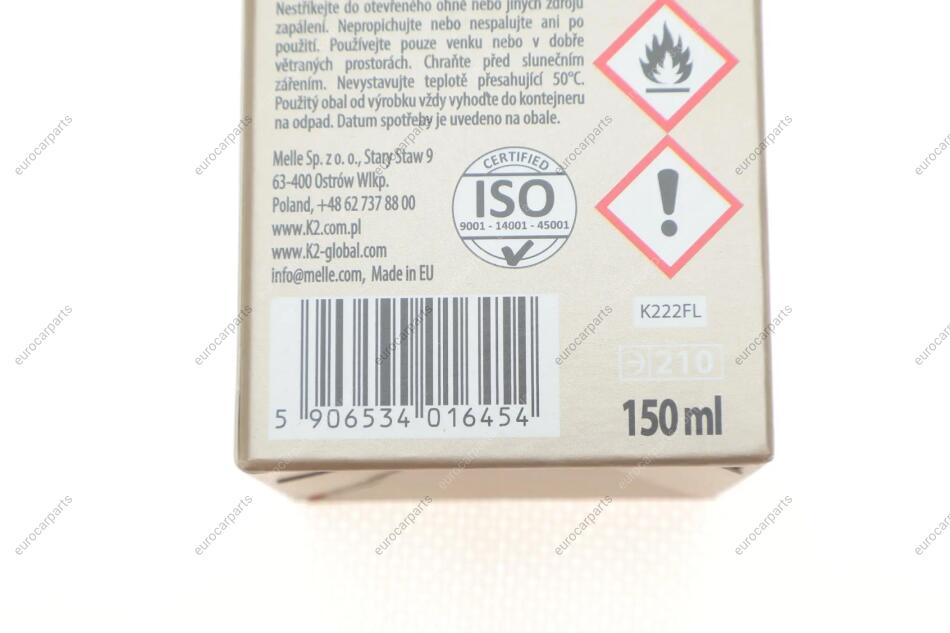 Nestříkejte do otevřeného ohně nebo jiných zdrojů
zapálení. Nepropichujte nebo nespalujte ani po
použití. Používejte pouze venku nebo v dobře
větraných prostorách. Chraňte před slunečním
zářením. Nevystavujte teplotě přesahující 50°C.
Použitý obal od výrobku vždy vyhoďte do kontejneru
na odpad. Datum spotřeby je uvedeno na obale.
Melle Sp. z o. o., Stary Staw 9
63-400 Ostrów Wlkp.
Poland, +48 62 737 88 00
www.K2.com.pl
www.K2-global.com
info@melle.com, Made in EU
CERTIFIED
ISO
9001 - 14001 - 45001
K222FL
210
150 ml
5 906534 016454
eurocarparts